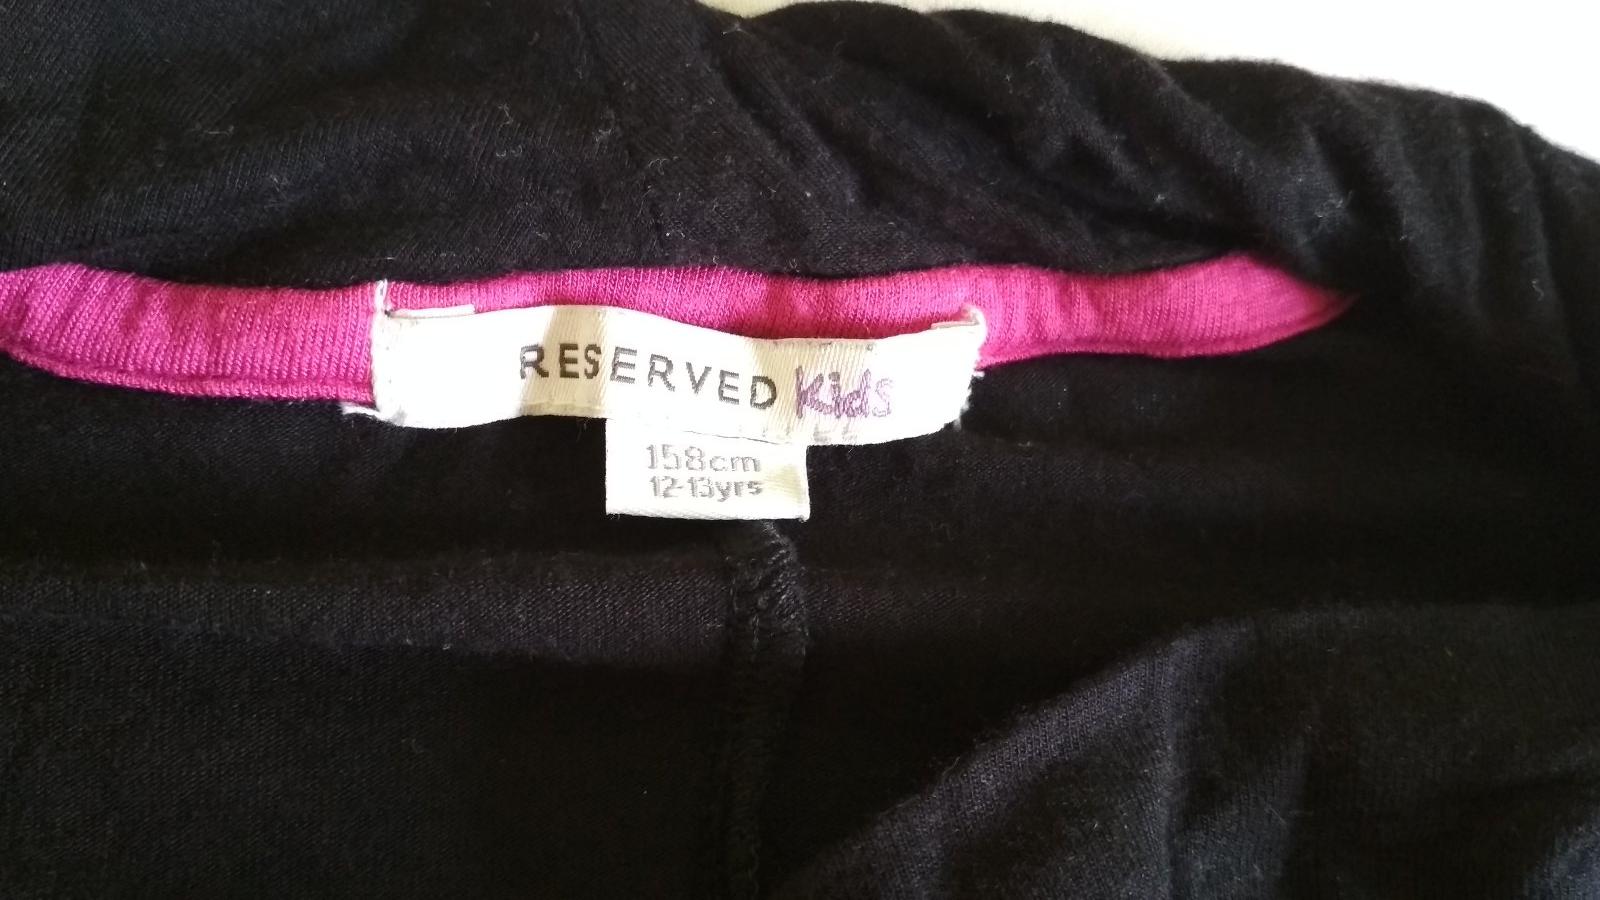 RESERVED Kids
158cm
12-13yrs